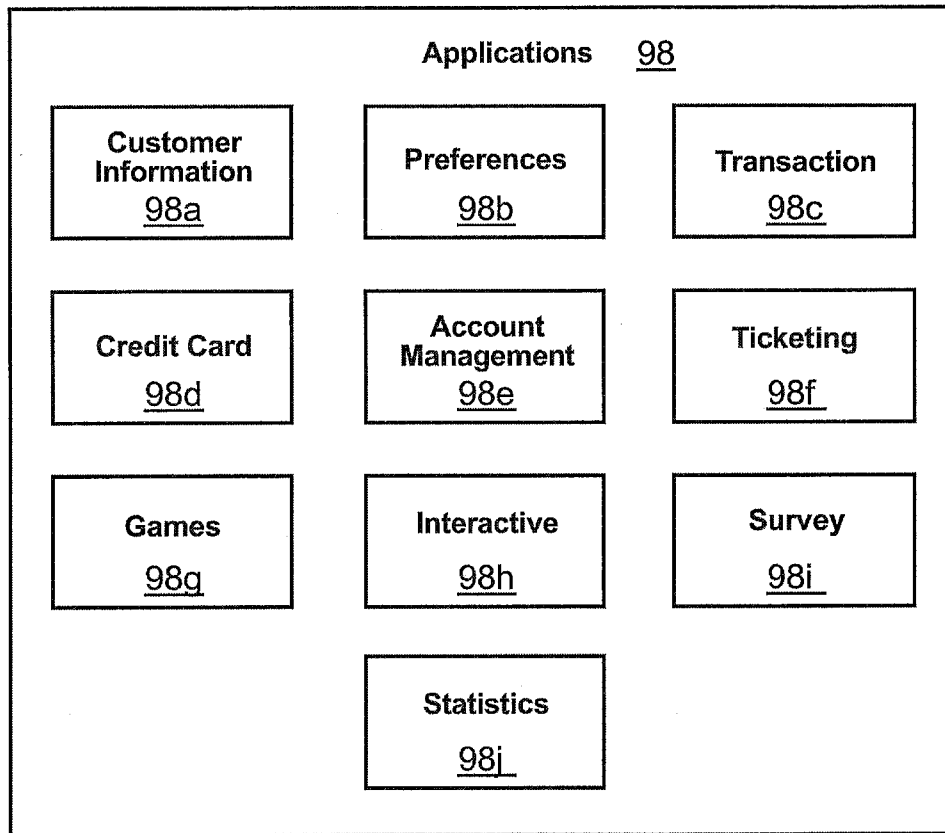 Applications 98
Customer
Information
98a
Preferences
98b
Transaction
98c
Credit Card
98d
Account
Management
98e
Ticketing
98f
Games
98g
Interactive
98h
Survey
98i
Statistics
98j